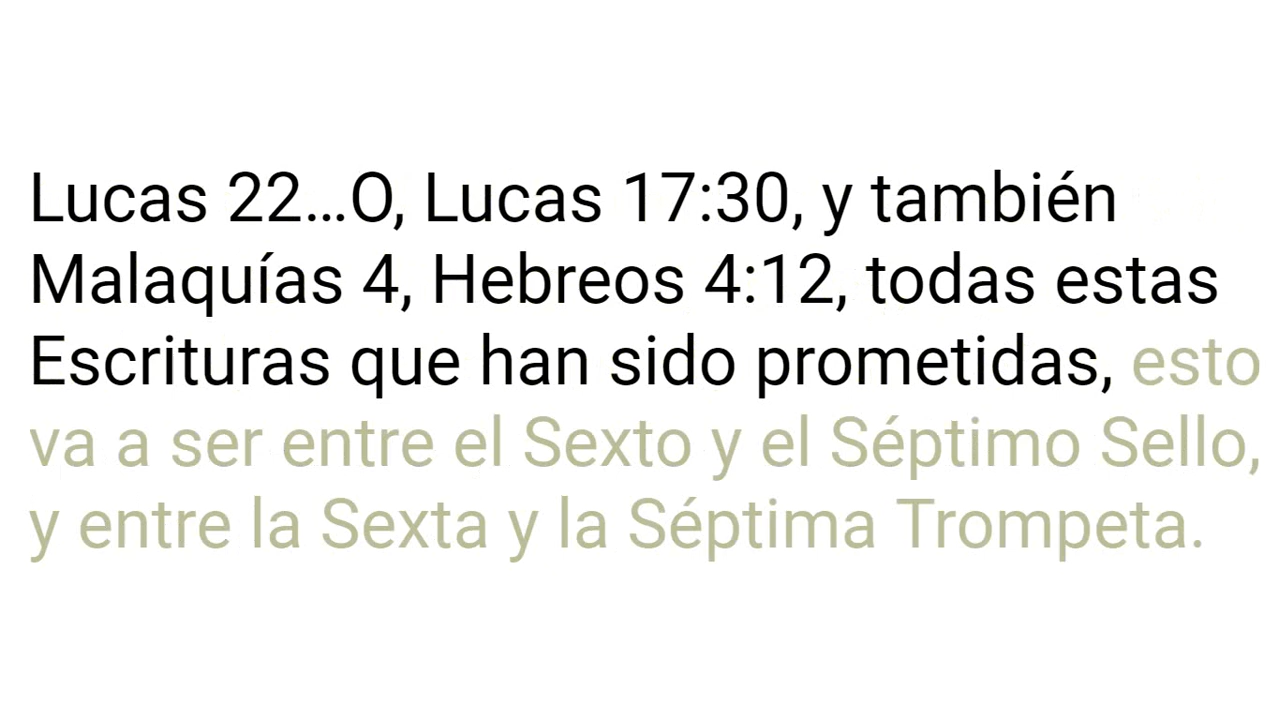 Lucas 22…O, Lucas 17:30, y también
Malaquías 4, Hebreos 4:12, todas estas
Escrituras que han sido prometidas, esto
va a ser entre el Sexto y el Séptimo Sello,
y entre la Sexta y la Séptima Trompeta.